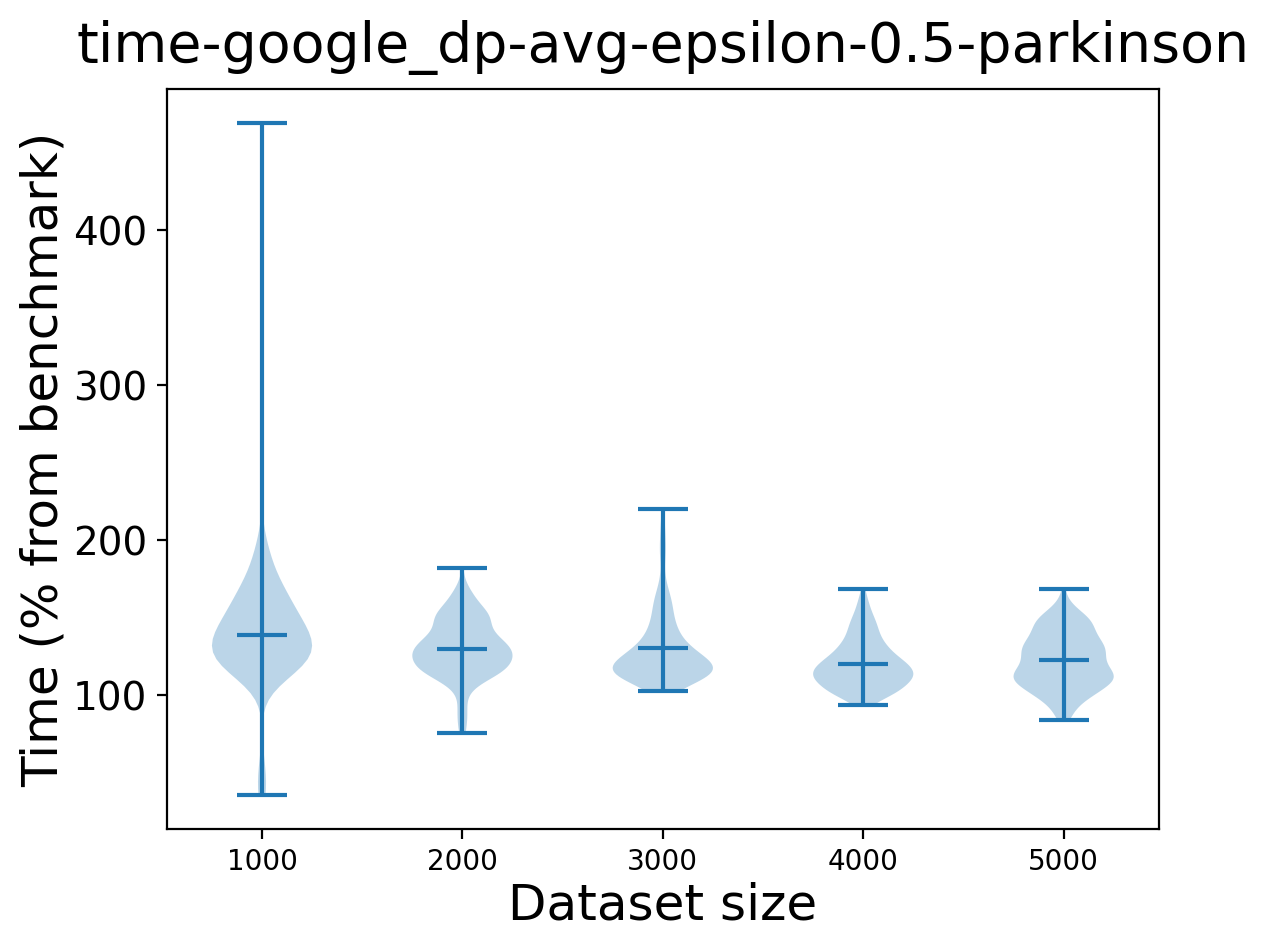 time-google_dp-avg-epsilon-0.5-parkinson
Time (% from benchmark)
400
300
200
100
1000 2000 3000 4000 5000
Dataset size